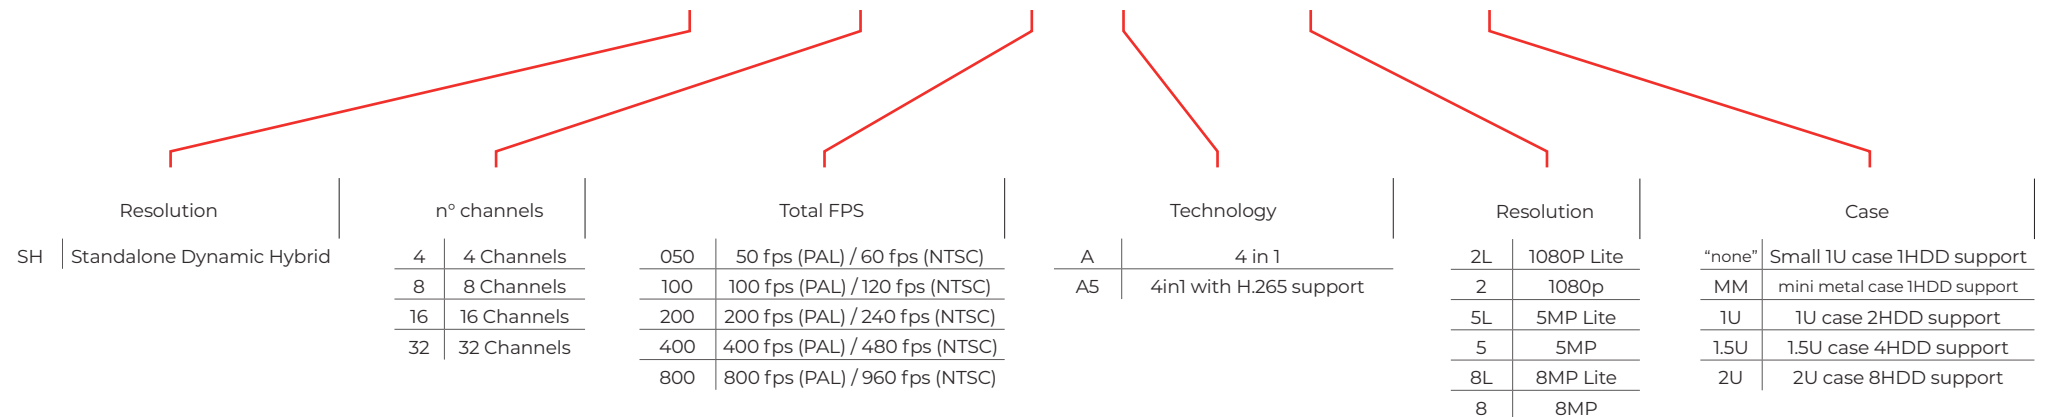 Resolution n° channels Total FPS Technology Resolution Case
SH Standalone Dynamic Hybrid 4 4 Channels 050 50 fps (PAL) / 60 fps (NTSC) A 4 in 1 2L 1080P Lite “none” Small 1U case 1HDD support
8 8 Channels 100 100 fps (PAL) / 120 fps (NTSC) A5 4in1 with H.265 support 2 1080p MM mini metal case 1HDD support
16 16 Channels 200 200 fps (PAL) / 240 fps (NTSC) 5L 5MP Lite 1U 1U case 2HDD support
32 32 Channels 400 400 fps (PAL) / 480 fps (NTSC) 5 5MP 1.5U 1.5U case 4HDD support
800 800 fps (PAL) / 960 fps (NTSC) 8L 8MP Lite 2U 2U case 8HDD support
8 8MP